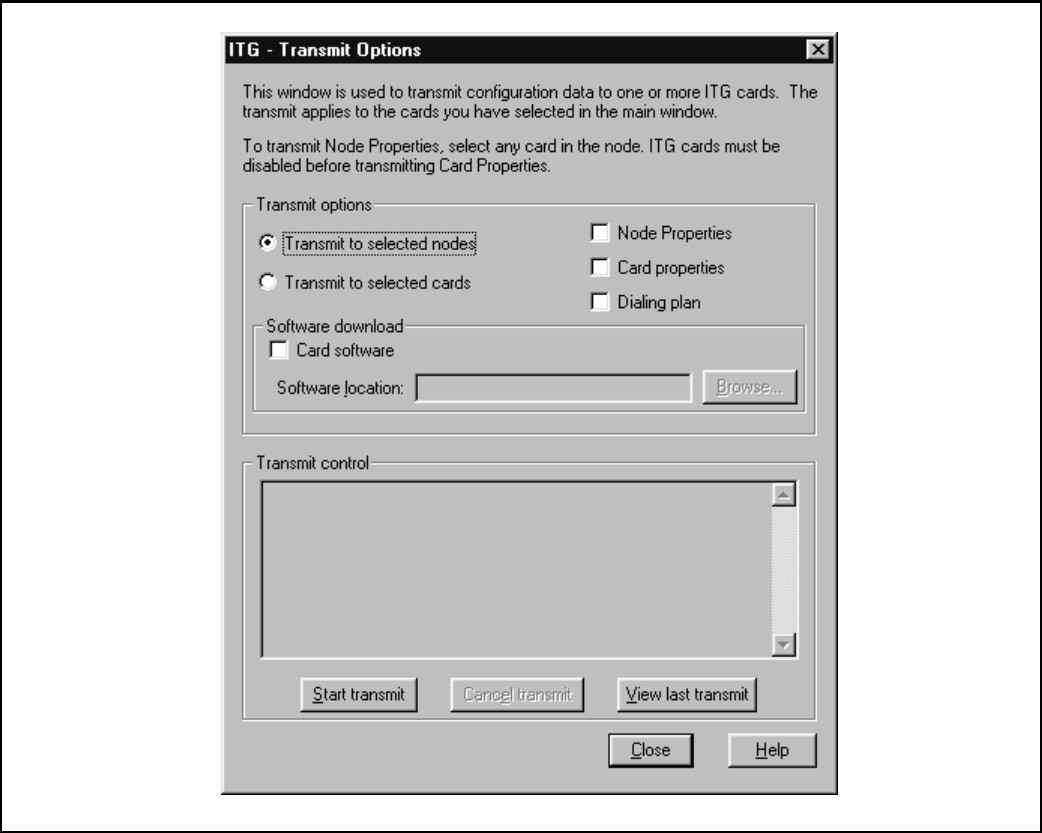 ITG - Transmit Options
This window is used to transmit configuration data to one or more ITG cards. The
transmit applies to the cards you have selected in the main window.
To transmit Node Properties, select any card in the node. ITG cards must be
disabled before transmitting Card Properties.
Transmit options
Transmit to selected nodes
Node Properties
Transmit to selected cards
Card properties
Dialing plan
Software download
Card software
Software location:
Browse...
Transmit control
Start transmit
Cancel transmit
View last transmit
Close
Help